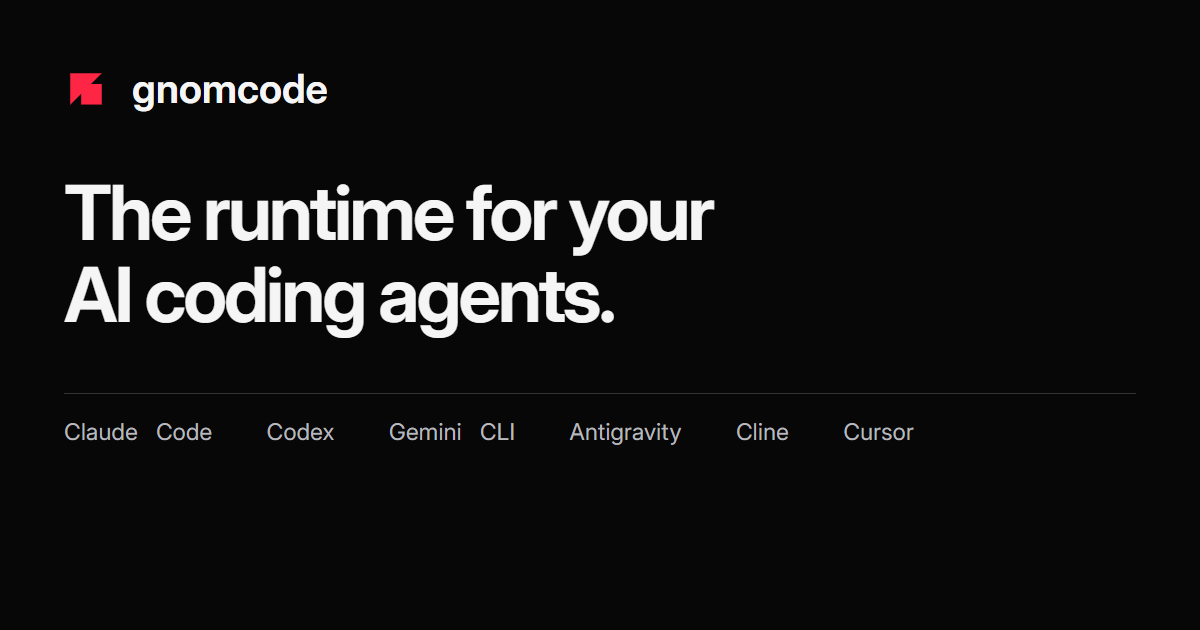 gnomcode
The runtime for your
AI coding agents.
Claude Code Codex Gemini CLI Antigravity Cline Cursor